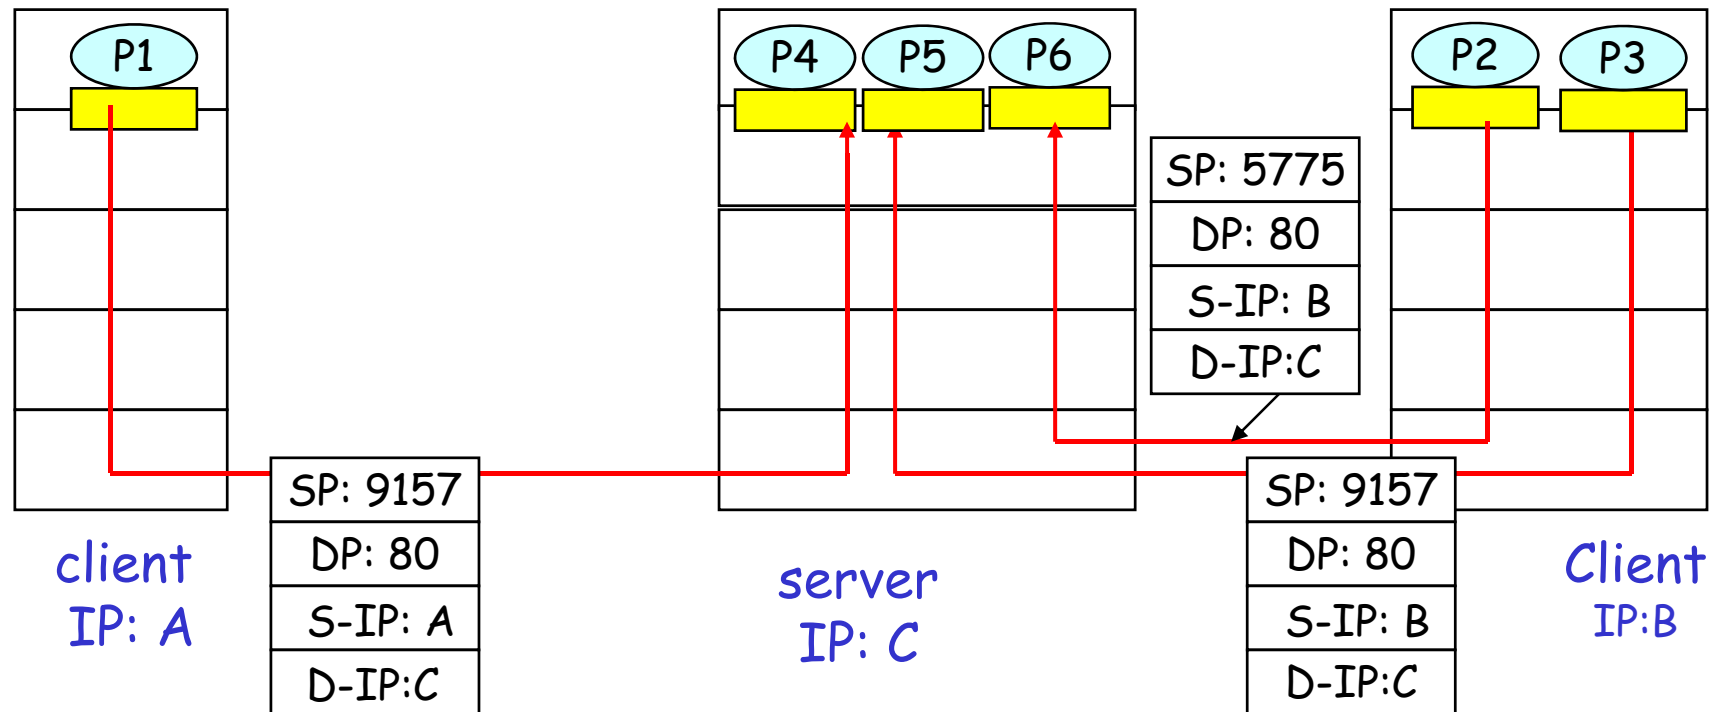 P1
P4
P5
P6
P2
P3
SP: 5775
DP: 80
S-IP: B
D-IP:C
SP: 9157
DP: 80
S-IP: A
D-IP:C
SP: 9157
DP: 80
S-IP: B
D-IP:C
client
IP: A
server
IP: C
Client
IP:B